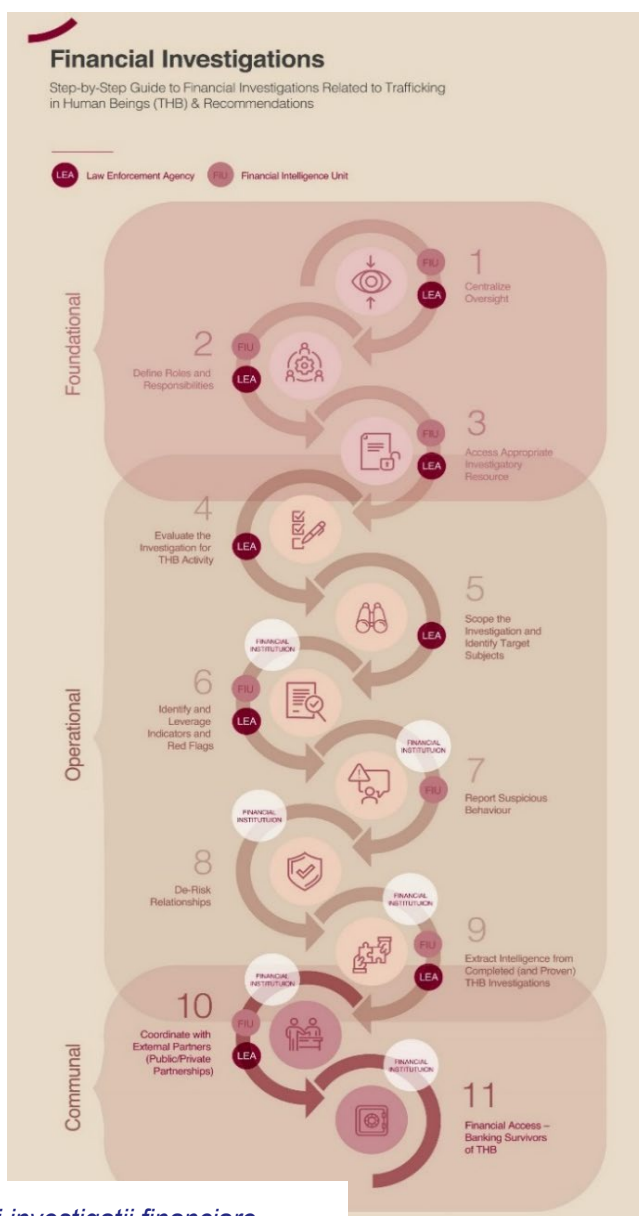 Financial Investigations
Step-by-Step Guide to Financial Investigations Related to Trafficking
in Human Beings (THB) & Recommendations
LEA Law Enforcement Agency FIU Financial Intelligence Unit
Foundational
1
Centralize
Oversight
FIU
LEA
2
Define Roles and
Responsibilities
FIU
LEA
3
Access Appropriate
Investigatory
Resource
FIU
LEA
Operational
4
Evaluate the
Investigation for
THB Activity
LEA
5
Scope the
Investigation and
Identify Target
Subjects
LEA
6
Identify and
Leverage
Indicators and
Red Flags
FINANCIAL
INSTITUTUION
FIU
LEA
7
Report Suspicious
Behaviour
FINANCIAL
INSTITUTUION
FIU
8
De-Risk
Relationships
FINANCIAL
INSTITUTUION
9
Extract Intelligence from
Completed (and Proven)
THB Investigations
FINANCIAL
INSTITUTUION
FIU
LEA
Communal
10
Coordinate with
External Partners
(Public/Private
Partnerships)
FINANCIAL
INSTITUTUION
FIU
LEA
11
Financial Access –
Banking Survivors
of THB
FINANCIAL
INSTITUTUION